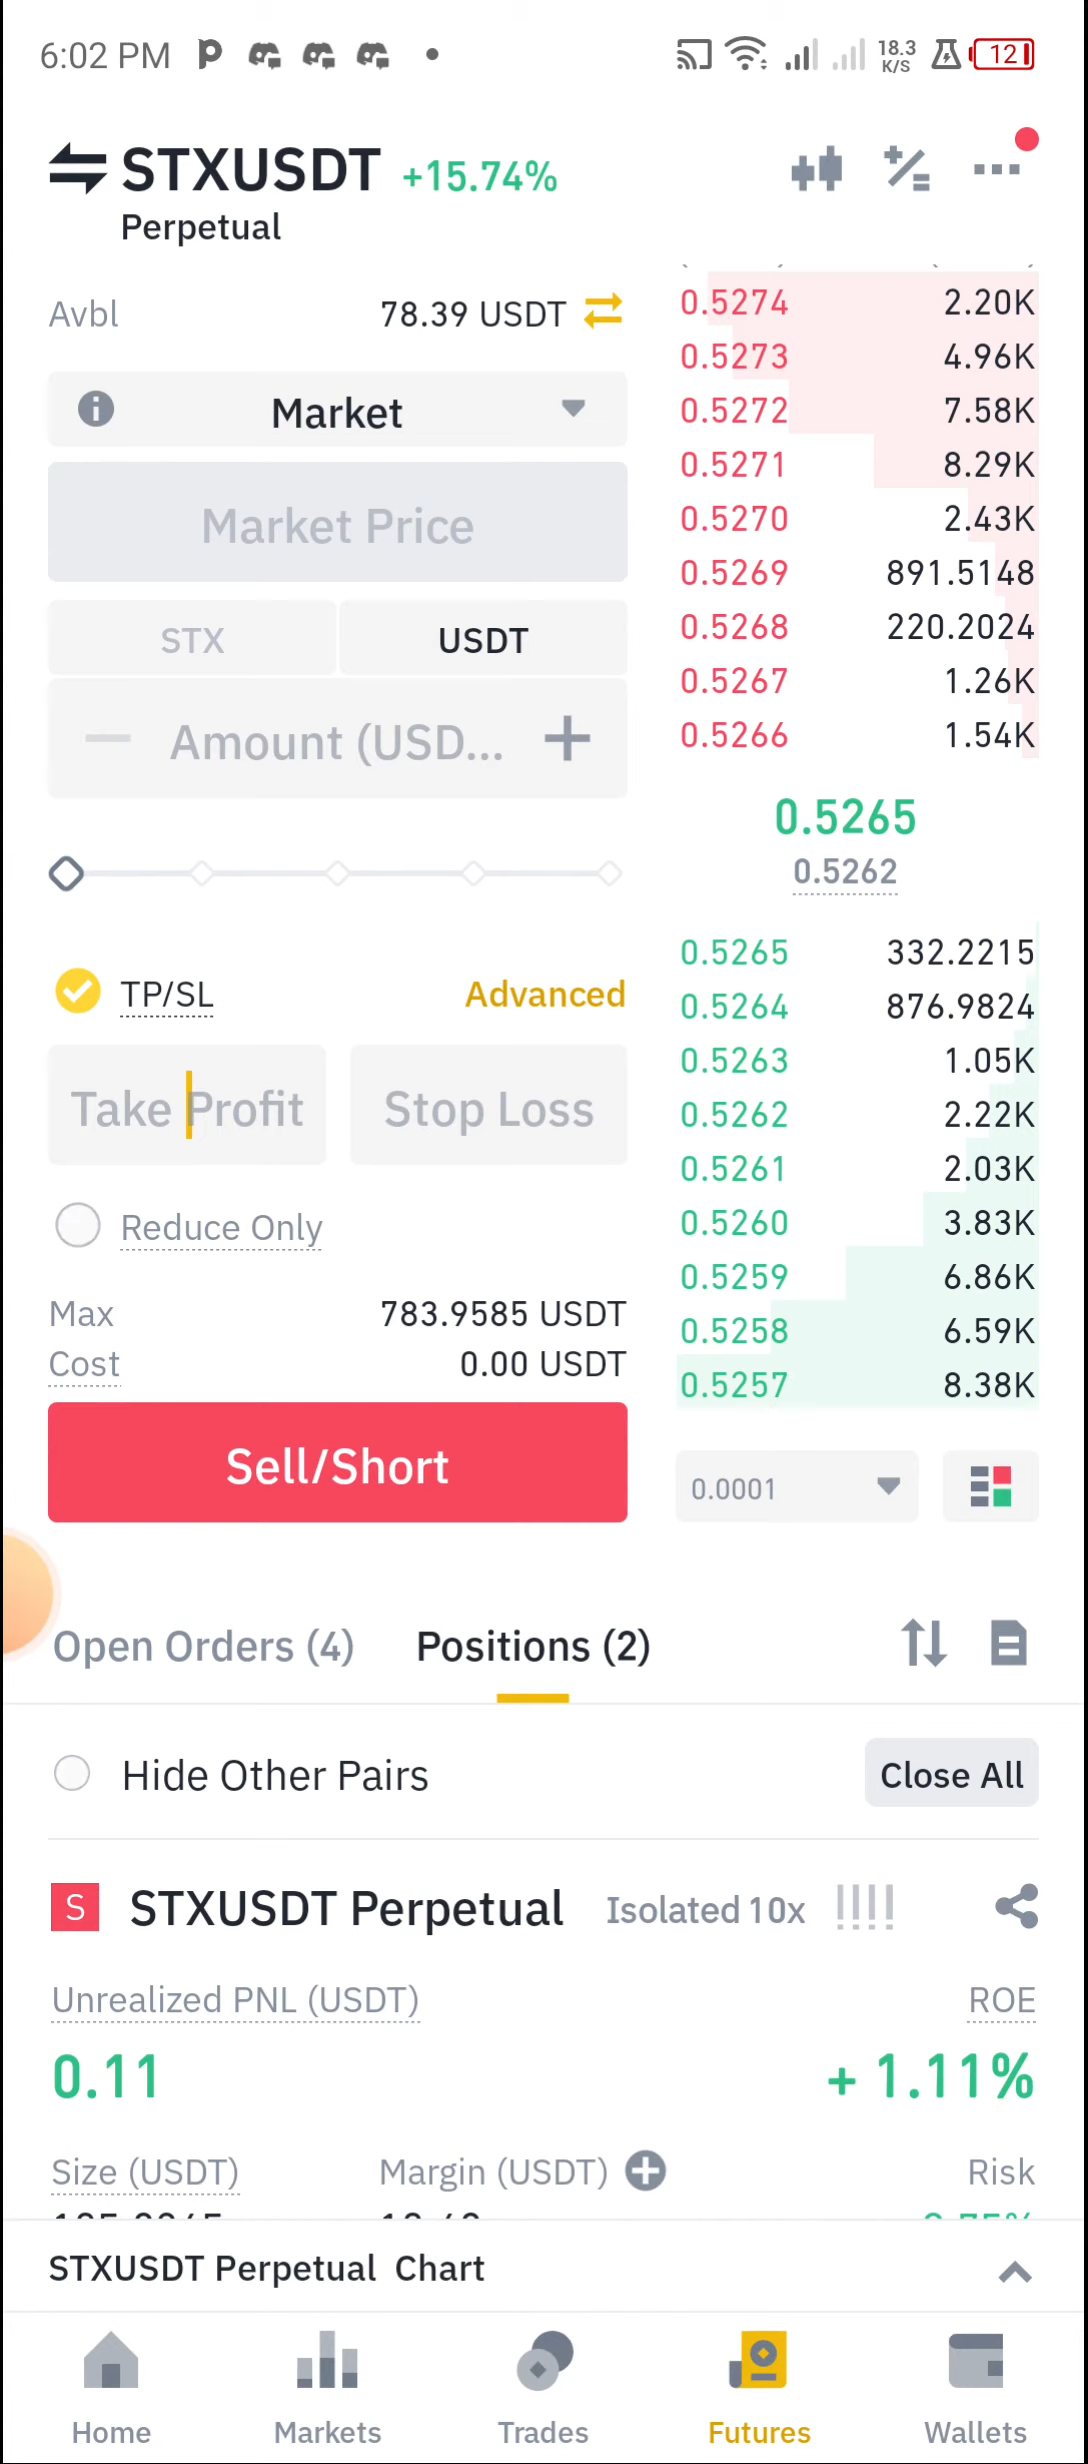 6:02 PM
18.3 K/S
12
STXUSDT +15.74%
Perpetual
Avbl 78.39 USDT
Market
Market Price
STX USDT
Amount (USD...
TP/SL Advanced
Take Profit Stop Loss
Reduce Only
Max 783.9585 USDT
Cost 0.00 USDT
Sell/Short
0.5274 2.20K
0.5273 4.96K
0.5272 7.58K
0.5271 8.29K
0.5270 2.43K
0.5269 891.5148
0.5268 220.2024
0.5267 1.26K
0.5266 1.54K
0.5265
0.5262
0.5265 332.2215
0.5264 876.9824
0.5263 1.05K
0.5262 2.22K
0.5261 2.03K
0.5260 3.83K
0.5259 6.86K
0.5258 6.59K
0.5257 8.38K
0.0001
Open Orders (4) Positions (2)
Hide Other Pairs Close All
S STXUSDT Perpetual Isolated 10x
Unrealized PNL (USDT) ROE
0.11 + 1.11%
Size (USDT) Margin (USDT) Risk
STXUSDT Perpetual Chart
Home Markets Trades Futures Wallets